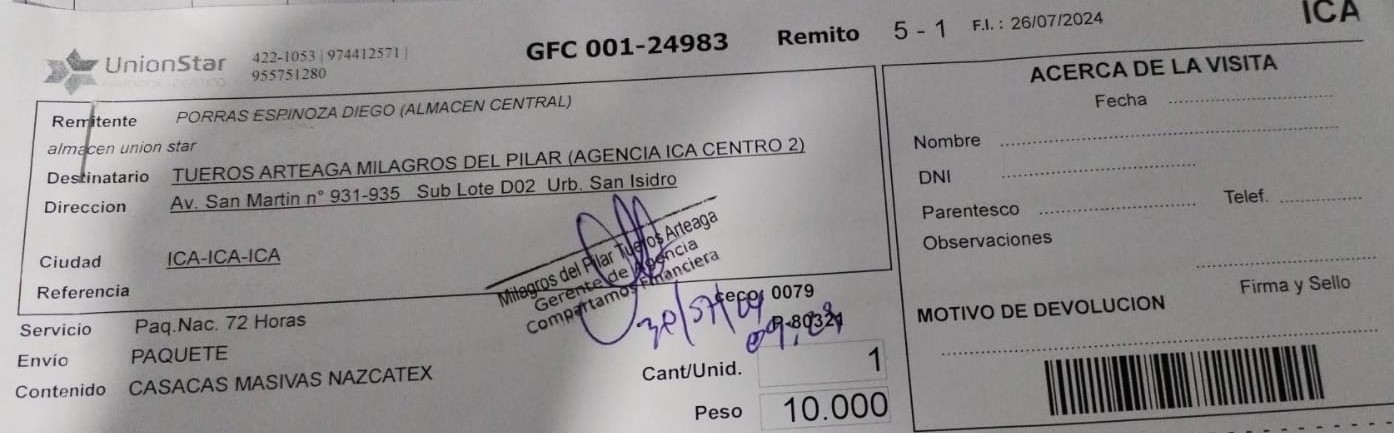 ICA
UnionStar 422-1053 | 974412571 |
955751280
GFC 001-24983 Remito 5 - 1 F.I. : 26/07/2024
Remitente PORRAS ESPINOZA DIEGO (ALMACEN CENTRAL)
almacen union star
Destinatario TUEROS ARTEAGA MILAGROS DEL PILAR (AGENCIA ICA CENTRO 2)
Direccion Av. San Martin n° 931-935 Sub Lote D02 Urb. San Isidro
Ciudad ICA-ICA-ICA
Referencia
Milagros del Pilar Tueros Arteaga
Gerente de Agencia
Compartamos Financiera
ceco: 0079
P-80321
Servicio Paq.Nac. 72 Horas
Envío PAQUETE
Contenido CASACAS MASIVAS NAZCATEX
Cant/Unid. 1
Peso 10.000
ACERCA DE LA VISITA
Fecha
Nombre
DNI
Parentesco Telef.
Observaciones
Firma y Sello
MOTIVO DE DEVOLUCION